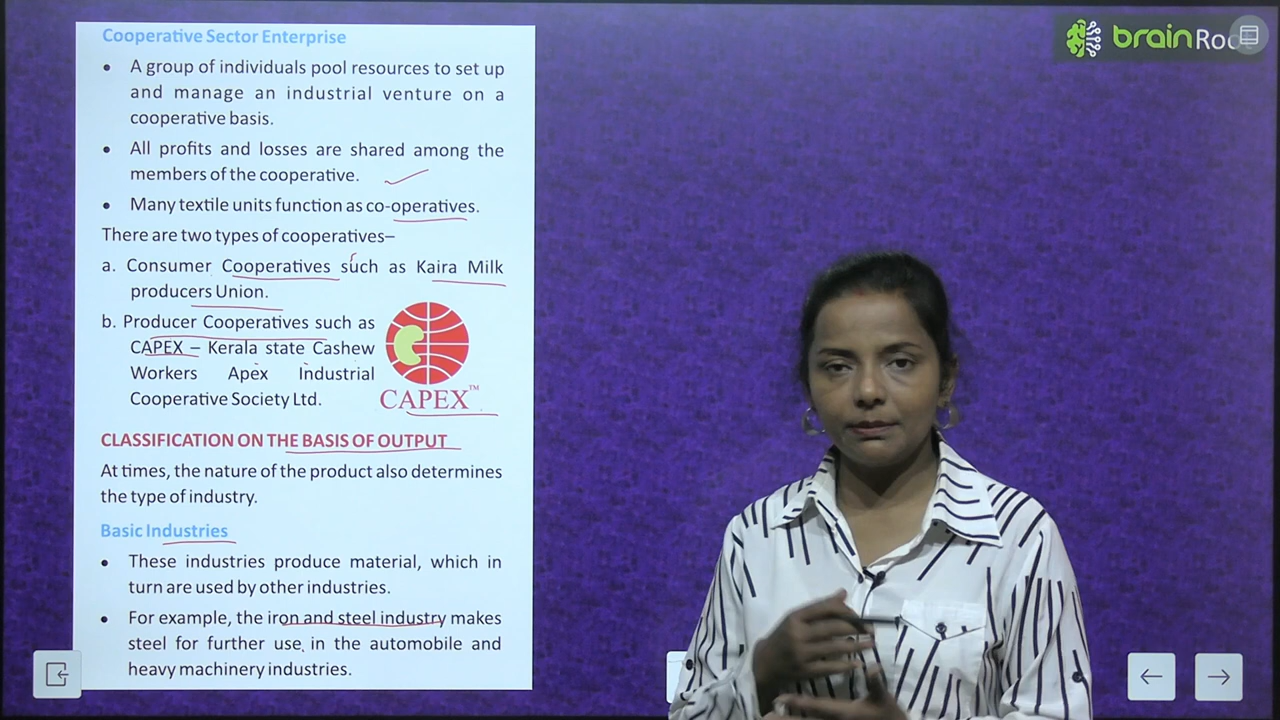 Cooperative Sector Enterprise
• A group of individuals pool resources to set up
and manage an industrial venture on a
cooperative basis.
• All profits and losses are shared among the
members of the cooperative.
• Many textile units function as co-operatives.
There are two types of cooperatives–
a. Consumer Cooperatives such as Kaira Milk
producers Union.
b. Producer Cooperatives such as
CAPEX – Kerala state Cashew
Workers Apex Industrial
Cooperative Society Ltd.
CAPEX™
CLASSIFICATION ON THE BASIS OF OUTPUT
At times, the nature of the product also determines
the type of industry.
Basic Industries
• These industries produce material, which in
turn are used by other industries.
• For example, the iron and steel industry makes
steel for further use in the automobile and
heavy machinery industries.
brain